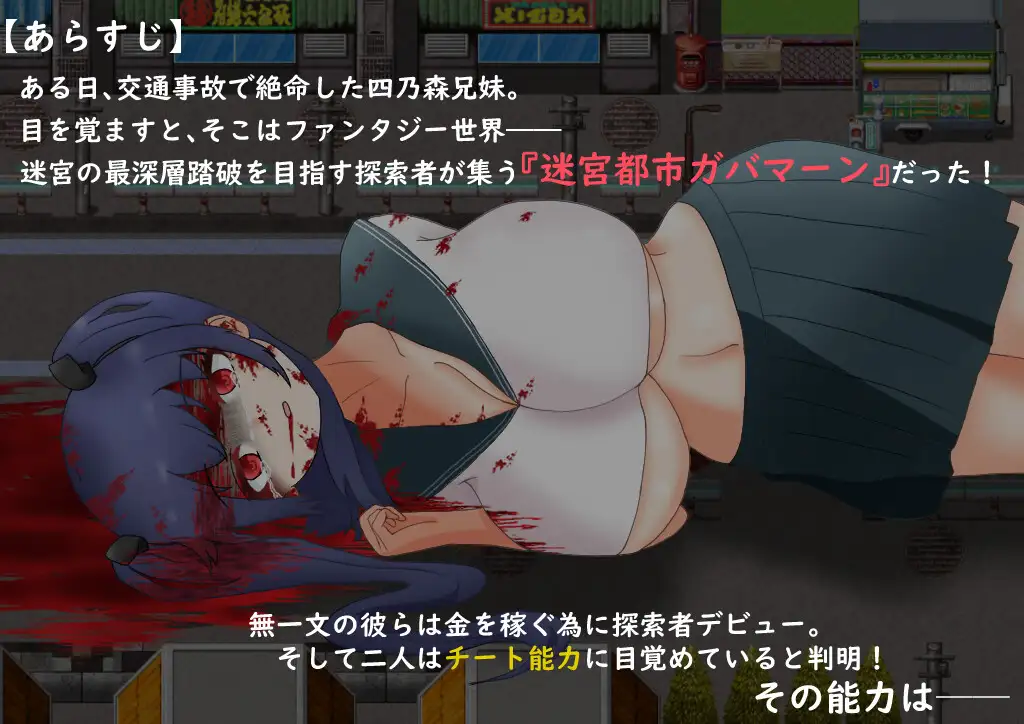 【あらすじ】
ある日、交通事故で絶命した四乃森兄妹。
目を覚ますと、そこはファンタジー世界――
迷宮の最深層踏破を目指す探索者が集う『迷宮都市ガバマーン』だった！
無一文の彼らは金を稼ぐ為に探索者デビュー。
そして二人はチート能力に目覚めていると判明！
その能力は――